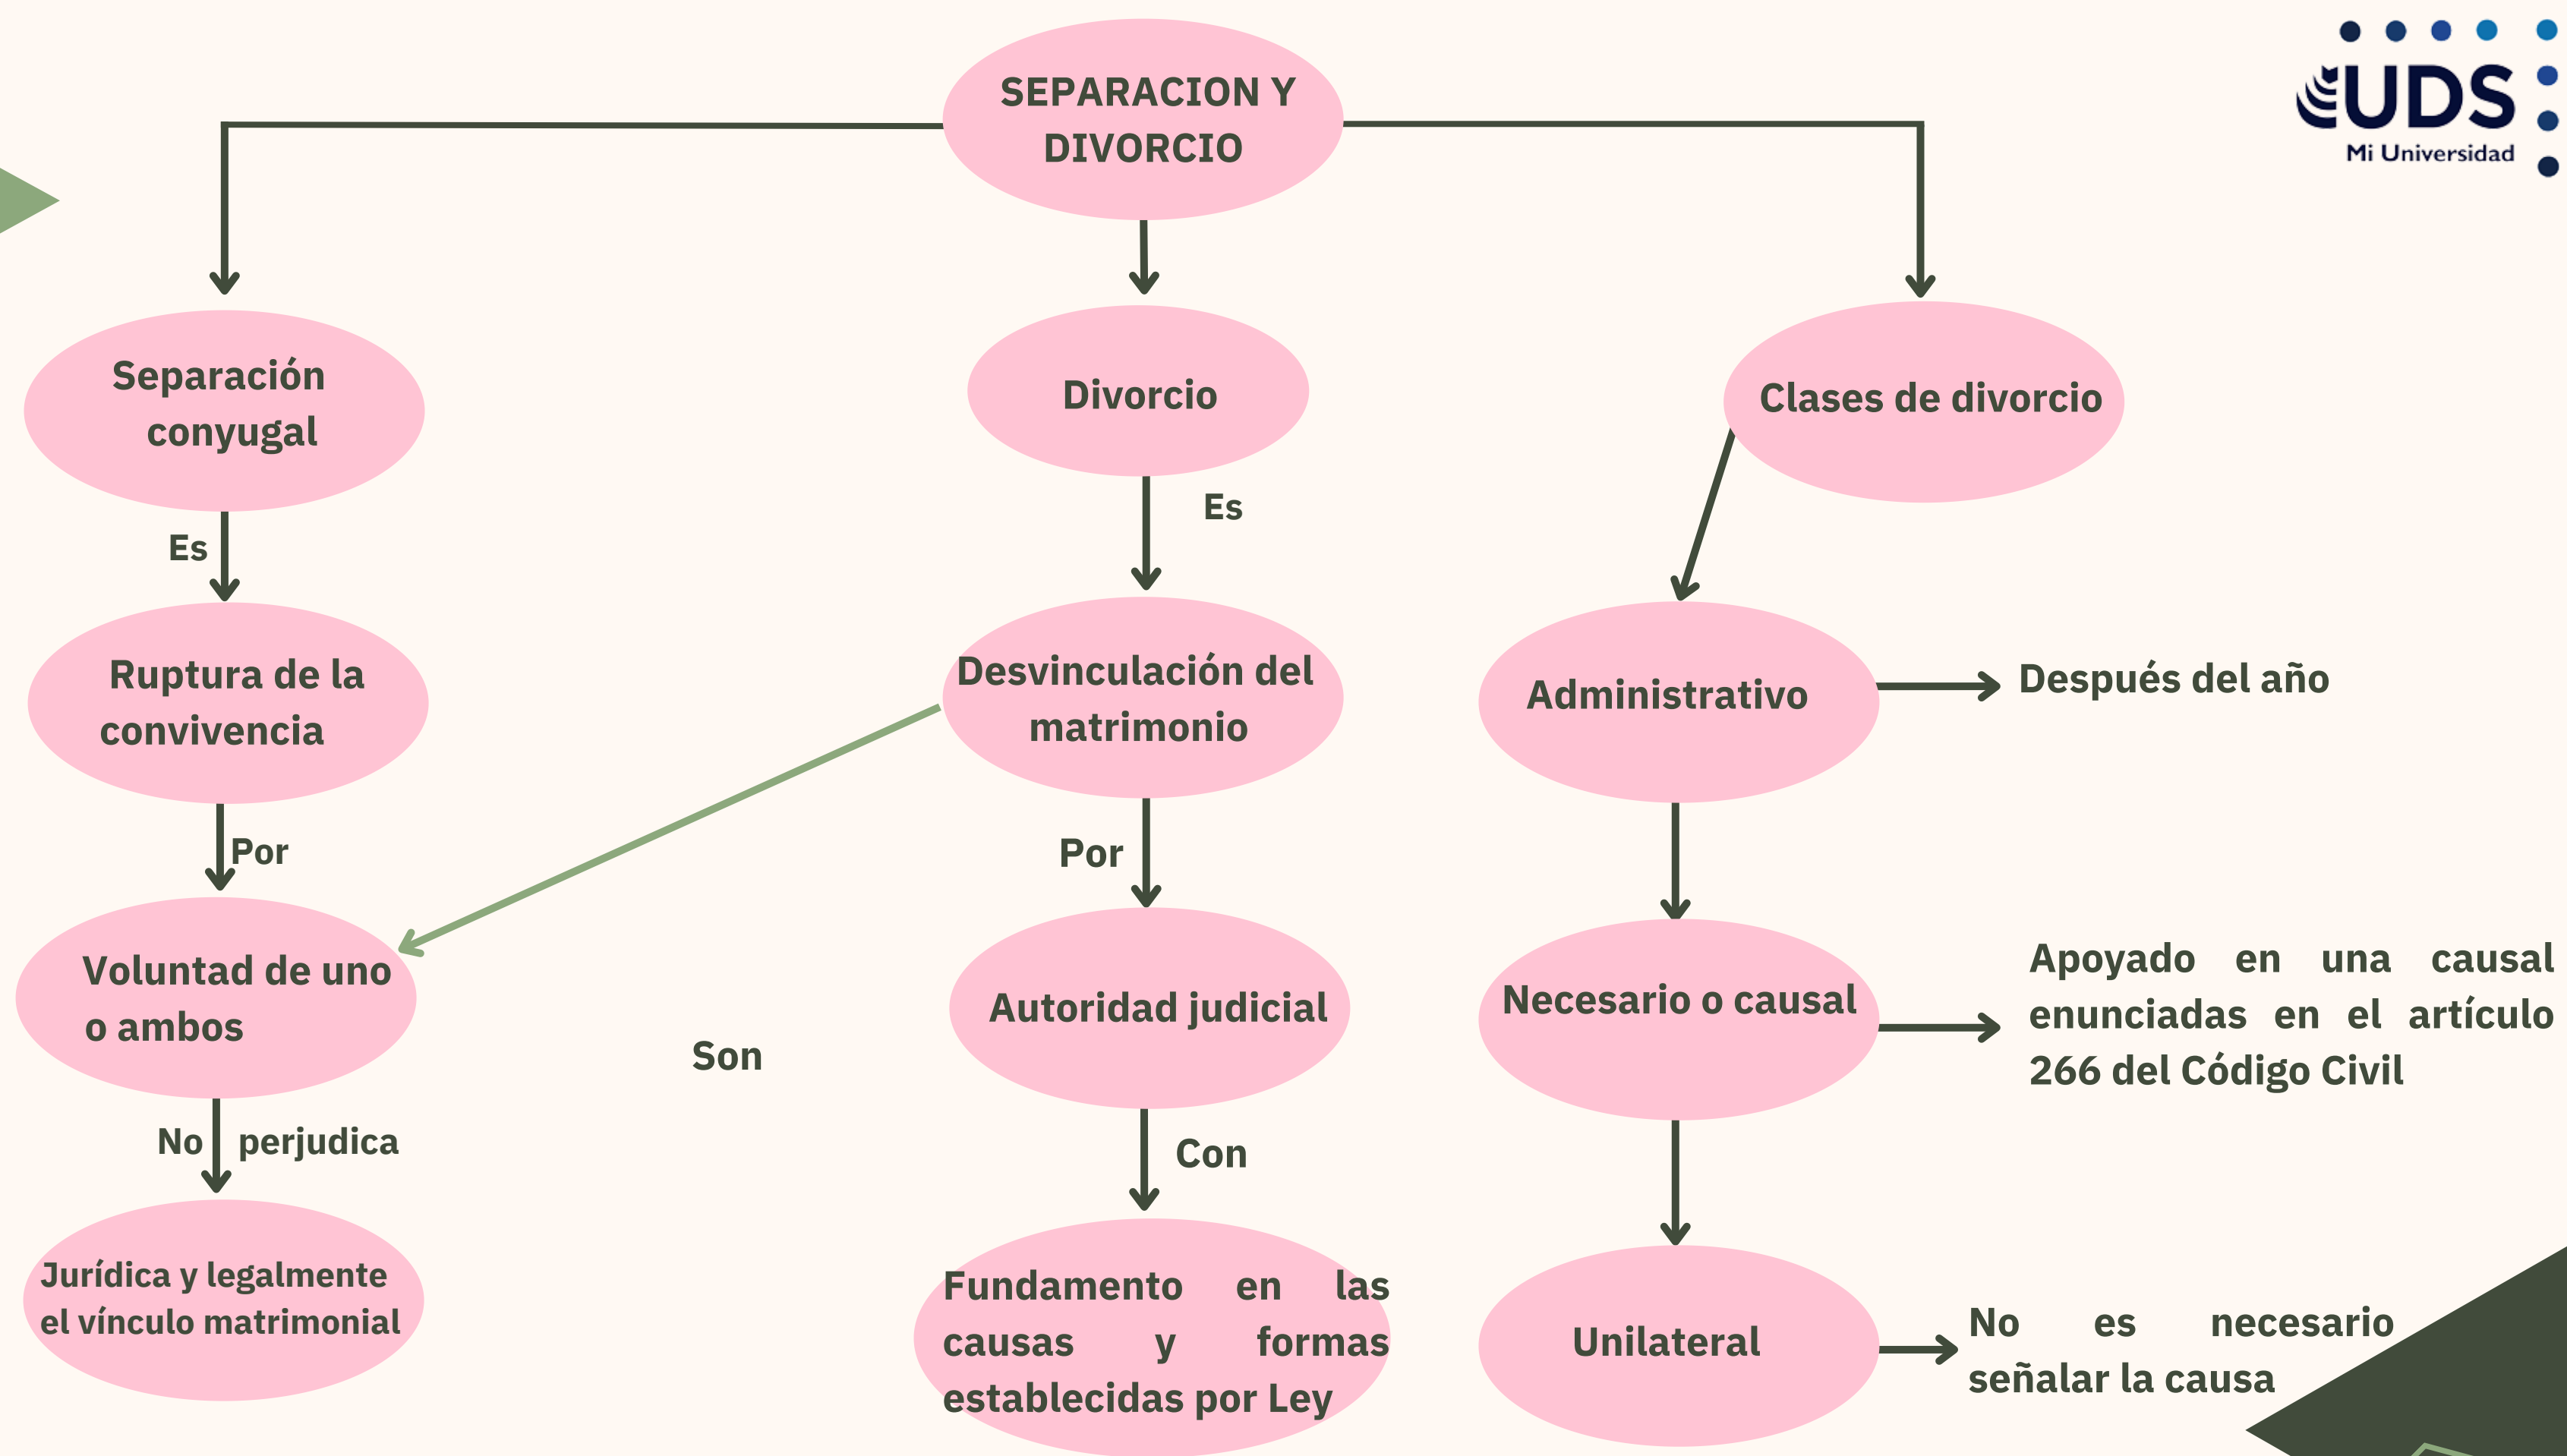 SEPARACION Y
DIVORCIO
UDS
Mi Universidad
Separación
conyugal
Es
Ruptura de la
convivencia
Por
Voluntad de uno
o ambos
No perjudica
Jurídica y legalmente
el vínculo matrimonial
Son
Divorcio
Es
Desvinculación del
matrimonio
Por
Autoridad judicial
Con
Fundamento en las
causas y formas
establecidas por Ley
Clases de divorcio
Administrativo
Después del año
Necesario o causal
Apoyado en una causal
enunciadas en el artículo
266 del Código Civil
Unilateral
No es necesario
señalar la causa